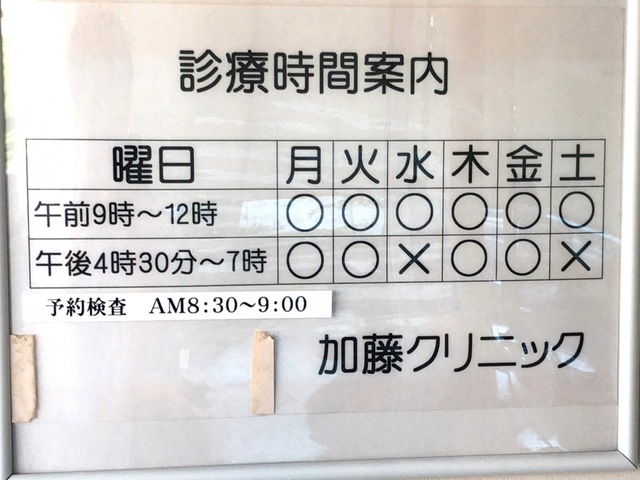 診療時間案内
曜日 月 火 水 木 金 土
午前9時～12時 ○ ○ ○ ○ ○ ○
午後4時30分～7時 ○ ○ × ○ ○ ×
予約検査 AM8:30～9:00
加藤クリニック